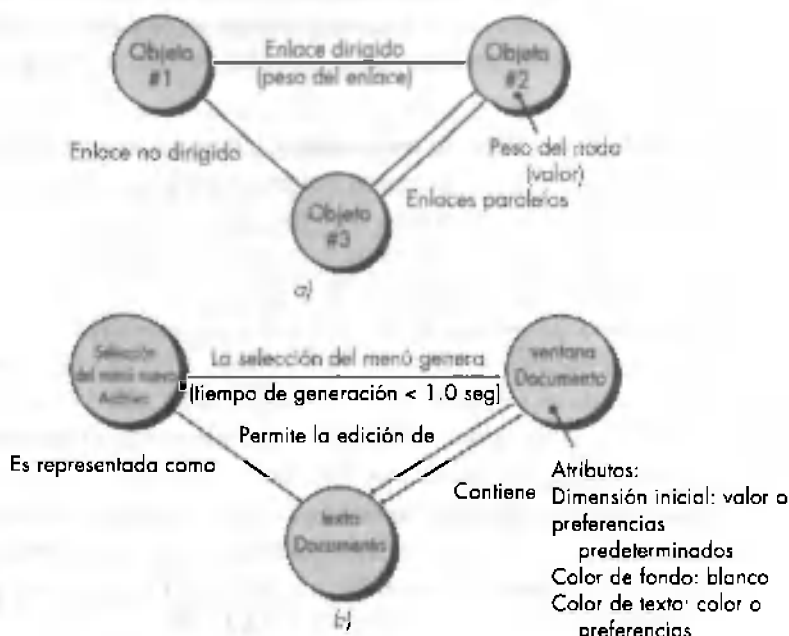 Objeto
#1
Enlace dirigido
(peso del enlace)
Objeto
#2
Enlace no dirigido
Peso del nodo
(valor)
Enlaces paralelos
Objeto
#3
a)
Selección
del menú nuevo
Archivo
La selección del menú genera
(tiempo de generación < 1.0 seg)
ventana
Documento
Permite la edición de
Es representada como
Contiene
Atributos:
Dimensión inicial: valor o
preferencias
predeterminados
Color de fondo: blanco
Color de texto: color o
preferencias
texto
Documento
b)